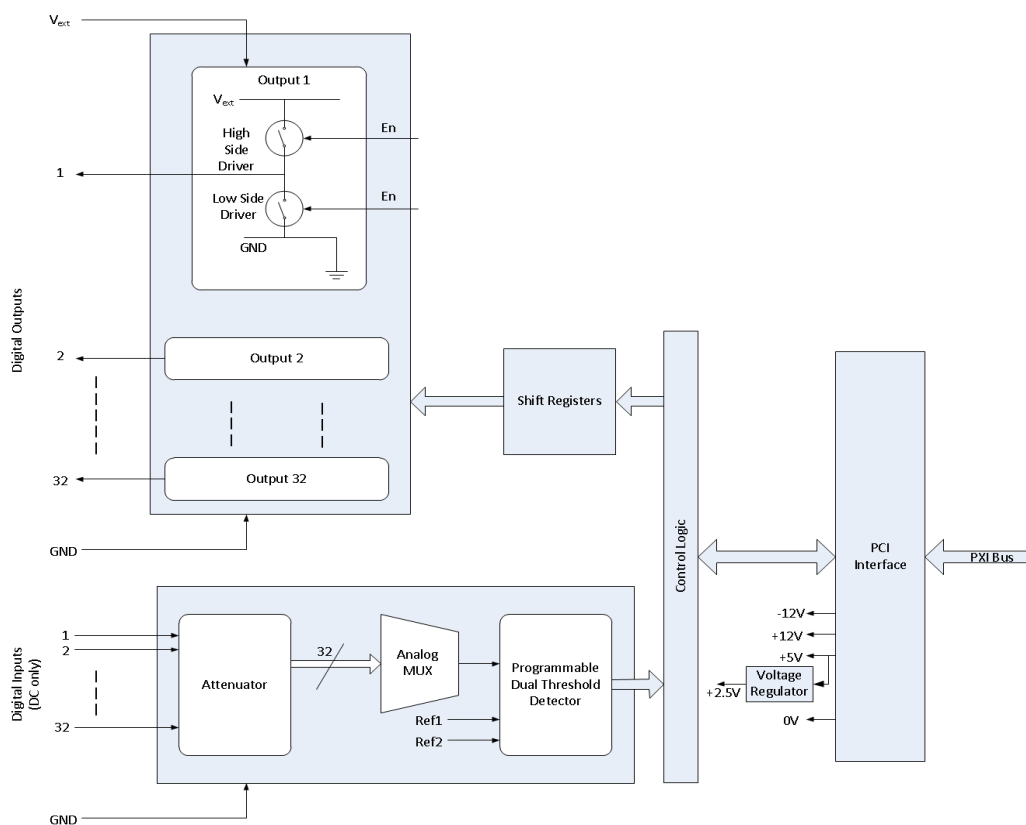 Vext
Output 1
Vext
High
Side
Driver
En
1
Low Side
Driver
En
GND
Digital Outputs
2
Output 2
32
Output 32
GND
Shift Registers
Control Logic
PCI
Interface
PXI Bus
-12V
+12V
+5V
Voltage
Regulator
+2.5V
0V
Digital Inputs
(DC only)
1
2
32
Attenuator
32
Analog
MUX
Programmable
Dual Threshold
Detector
Ref1
Ref2
GND